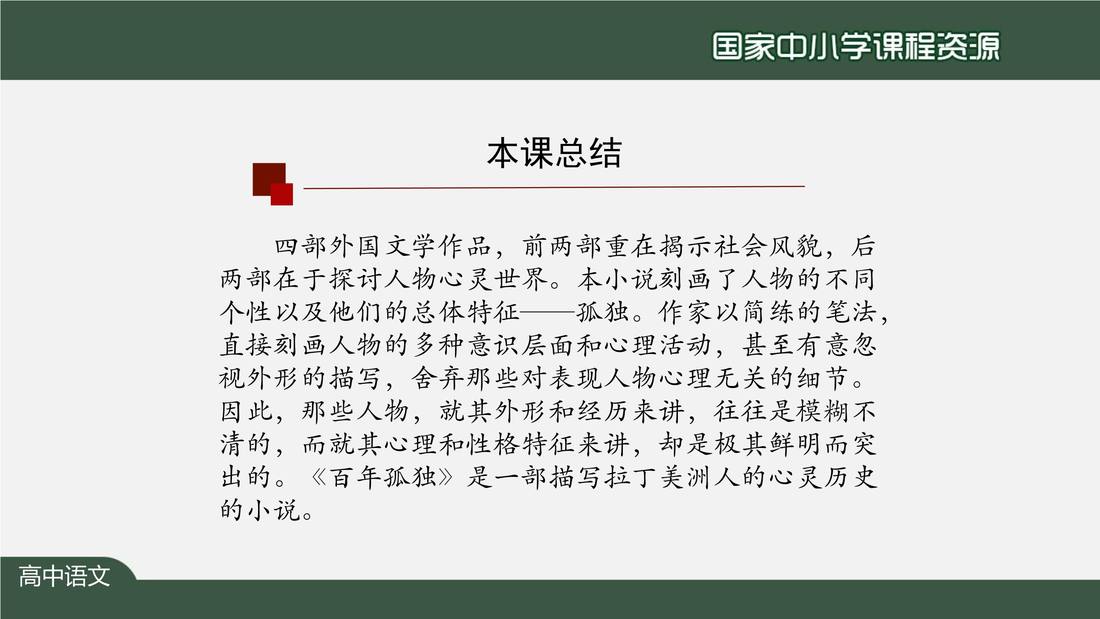 国家中小学课程资源
本课总结
四部外国文学作品，前两部重在揭示社会风貌，后
两部在于探讨人物心灵世界。本小说刻画了人物的不同
个性以及他们的总体特征——孤独。作家以简练的笔法，
直接刻画人物的多种意识层面和心理活动，甚至有意忽
视外形的描写，舍弃那些对表现人物心理无关的细节。
因此，那些人物，就其外形和经历来讲，往往是模糊不
清的，而就其心理和性格特征来讲，却是极其鲜明而突
出的。《百年孤独》是一部描写拉丁美洲人的心灵历史
的小说。
高中语文